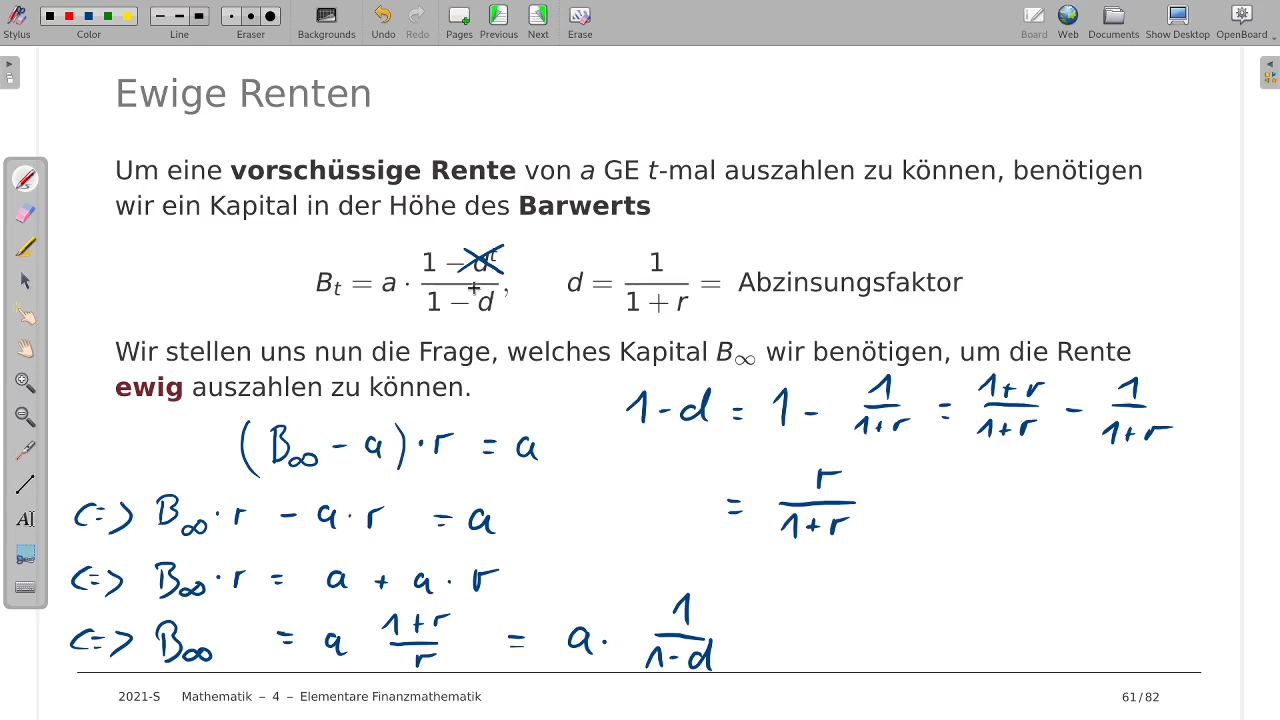 Stylus Color Line Eraser Backgrounds Undo Redo Pages Previous Next Erase Board Web Documents Show Desktop OpenBoard
Ewige Renten
Um eine vorschüssige Rente von a GE t-mal auszahlen zu können, benötigen
wir ein Kapital in der Höhe des Barwerts
B_t = a · (1 − d^t)/(1 − d), d = 1/(1 + r) = Abzinsungsfaktor
Wir stellen uns nun die Frage, welches Kapital B_∞ wir benötigen, um die Rente
ewig auszahlen zu können.
1 - d = 1 - 1/(1+r) = (1+r)/(1+r) - 1/(1+r)
= r/(1+r)
(B_∞ - a) · r = a
<=> B_∞ · r - a · r = a
<=> B_∞ · r = a + a · r
<=> B_∞ = a (1+r)/r = a · 1/(1-d)
2021-S Mathematik – 4 – Elementare Finanzmathematik 61/82